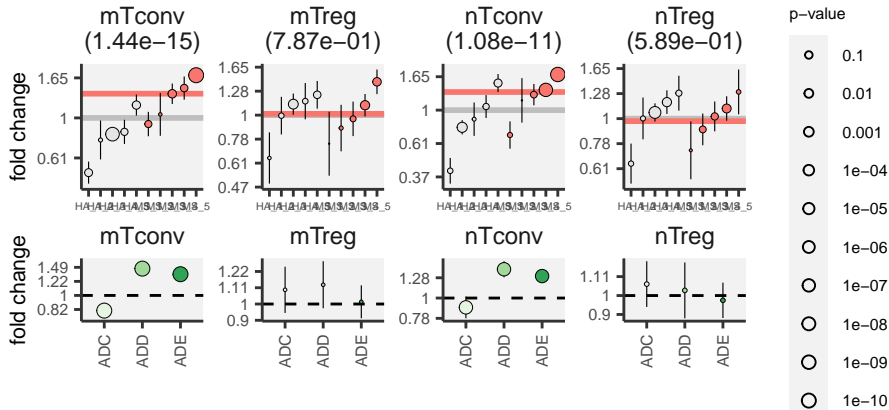 mTconv
(1.44e−15)
mTreg
(7.87e−01)
nTconv
(1.08e−11)
nTreg
(5.89e−01)
p−value
fold change
1.65
1
0.61
1.65
1.28
1
0.78
0.61
0.47
1.65
1
0.61
0.37
1.65
1.28
1
0.78
0.61
0.1
0.01
0.001
1e−04
1e−05
1e−06
1e−07
1e−08
1e−09
1e−10
mTconv
mTreg
nTconv
nTreg
fold change
1.49
1.22
1
0.82
1.22
1.11
1
0.9
1.28
1
0.78
1.11
1
0.9
ADC
ADD
ADE
ADC
ADD
ADE
ADC
ADD
ADE
ADC
ADD
ADE